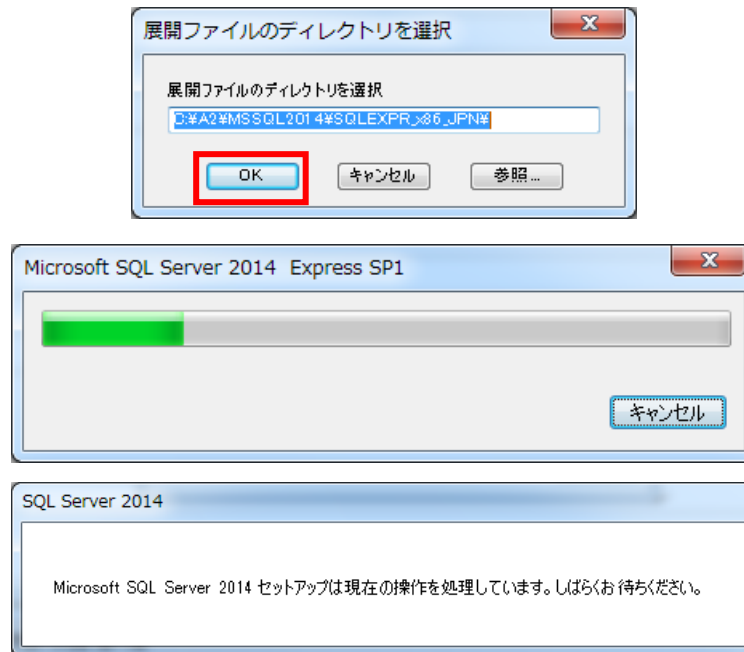 展開ファイルのディレクトリを選択
展開ファイルのディレクトリを選択
C:¥A2¥MSSQL2014¥SQLEXPR_x86_JPN¥
OK キャンセル 参照...
Microsoft SQL Server 2014 Express SP1
キャンセル
SQL Server 2014
Microsoft SQL Server 2014 セットアップは現在の操作を処理しています。しばらくお待ちください。